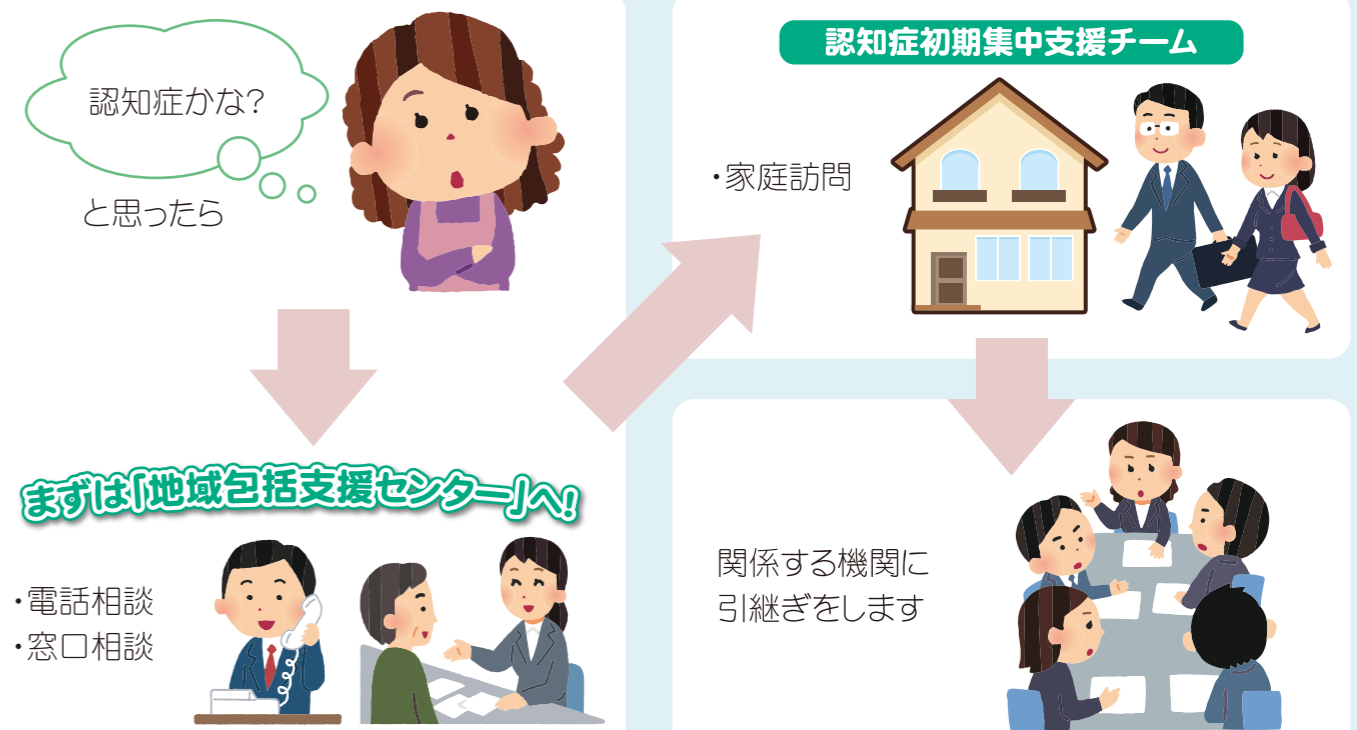 認知症かな?
と思ったら
まずは「地域包括支援センター」へ!
・電話相談
・窓口相談
認知症初期集中支援チーム
・家庭訪問
関係する機関に
引継ぎをします